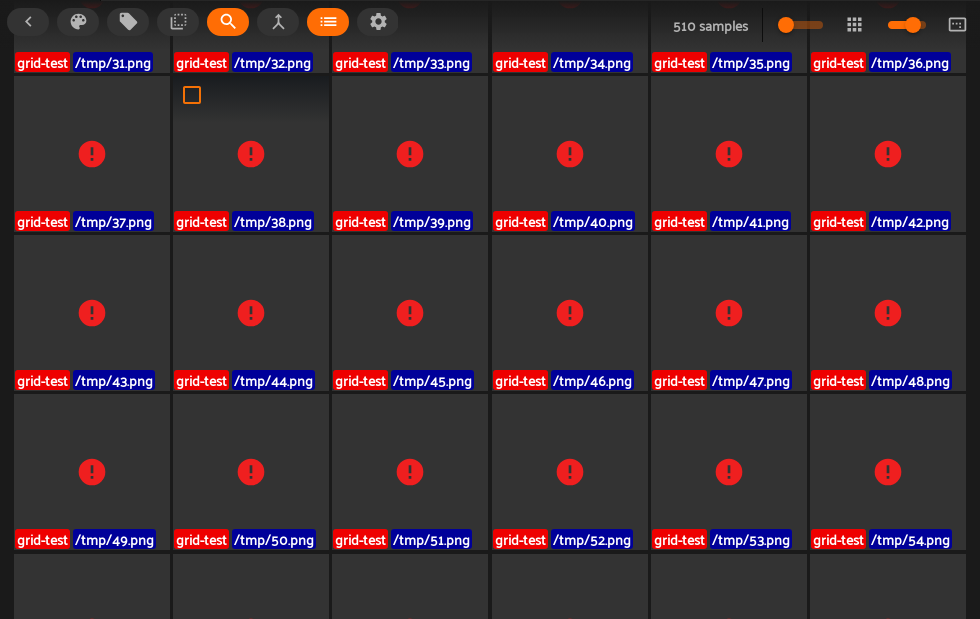 510 samples
grid-test /tmp/31.png grid-test /tmp/32.png grid-test /tmp/33.png grid-test /tmp/34.png grid-test /tmp/35.png grid-test /tmp/36.png
grid-test /tmp/37.png grid-test /tmp/38.png grid-test /tmp/39.png grid-test /tmp/40.png grid-test /tmp/41.png grid-test /tmp/42.png
grid-test /tmp/43.png grid-test /tmp/44.png grid-test /tmp/45.png grid-test /tmp/46.png grid-test /tmp/47.png grid-test /tmp/48.png
grid-test /tmp/49.png grid-test /tmp/50.png grid-test /tmp/51.png grid-test /tmp/52.png grid-test /tmp/53.png grid-test /tmp/54.png